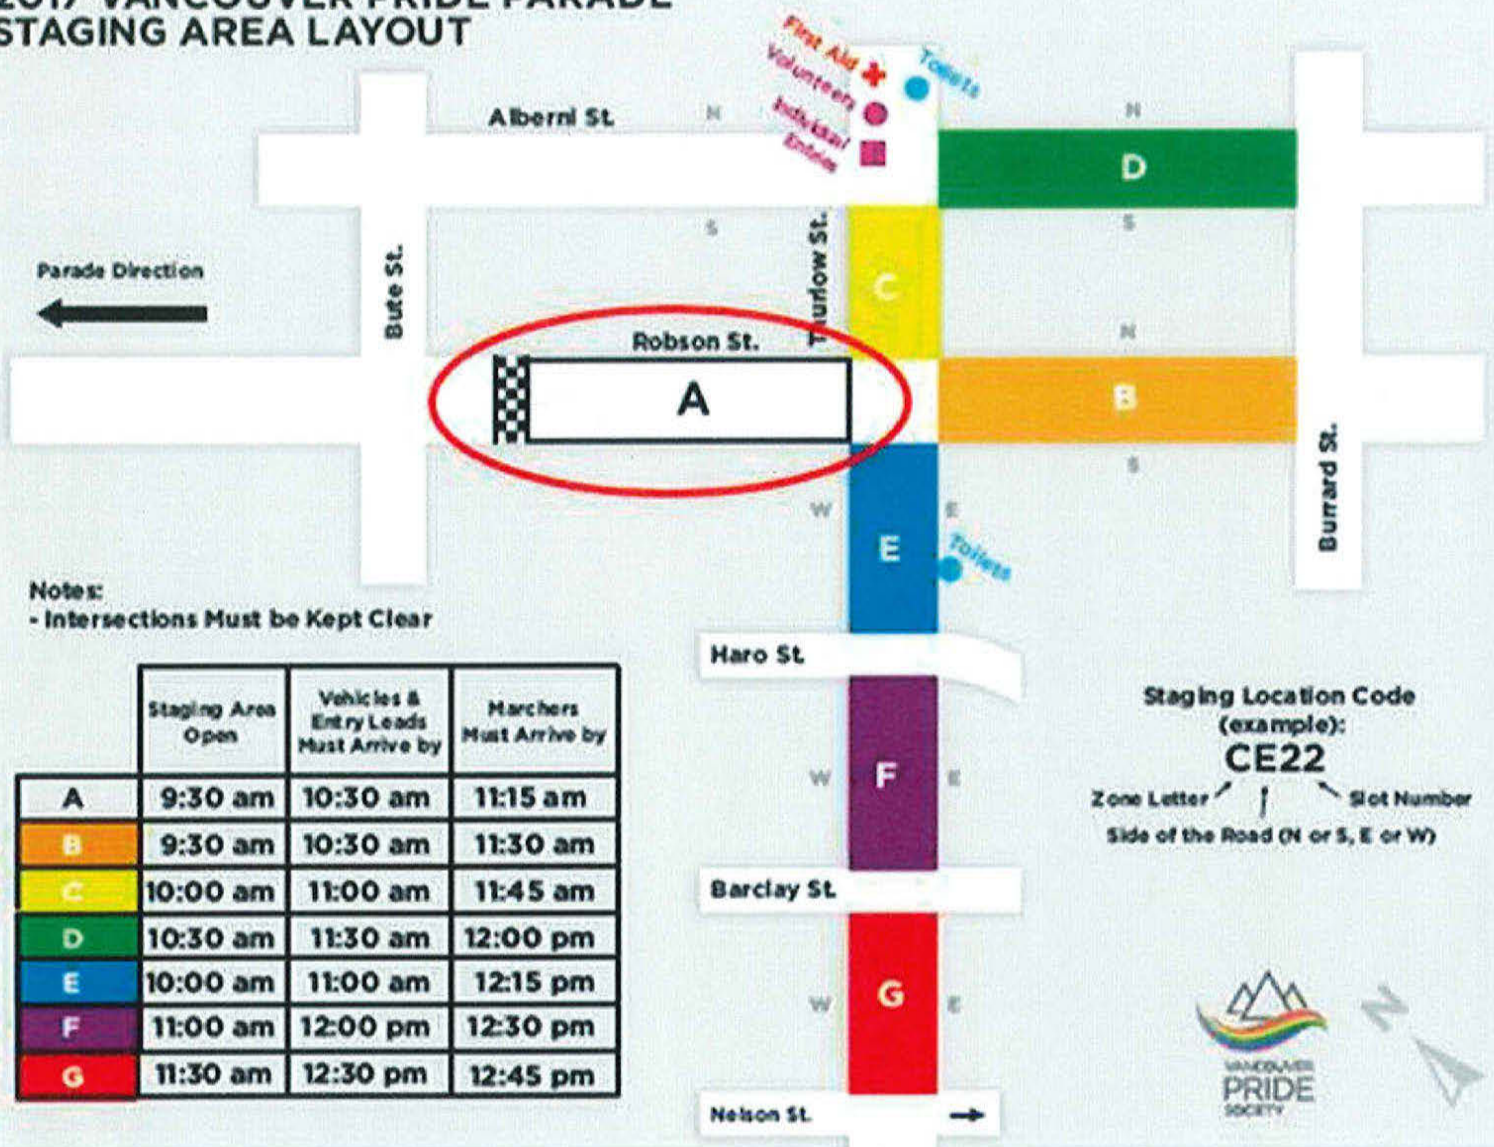 2017 VANCOUVER PRIDE PARADE
STAGING AREA LAYOUT
First Aid
Volunteers
Individual
Entries
Toilets
Alberni St.
N
N
D
S
S
Thurlow St.
Bute St.
Parade Direction
C
Robson St.
N
A
B
S
Burrard St.
W
E
E
Toilets
Notes:
- Intersections Must be Kept Clear
Haro St.
Staging Area
Open
Vehicles &
Entry Leads
Must Arrive by
Marchers
Must Arrive by
A 9:30 am 10:30 am 11:15 am
B 9:30 am 10:30 am 11:30 am
C 10:00 am 11:00 am 11:45 am
D 10:30 am 11:30 am 12:00 pm
E 10:00 am 11:00 am 12:15 pm
F 11:00 am 12:00 pm 12:30 pm
G 11:30 am 12:30 pm 12:45 pm
W
F
E
Staging Location Code
(example):
CE22
Zone Letter
Slot Number
Side of the Road (N or S, E or W)
Barclay St.
W
G
E
Nelson St.
VANCOUVER
PRIDE
SOCIETY
N